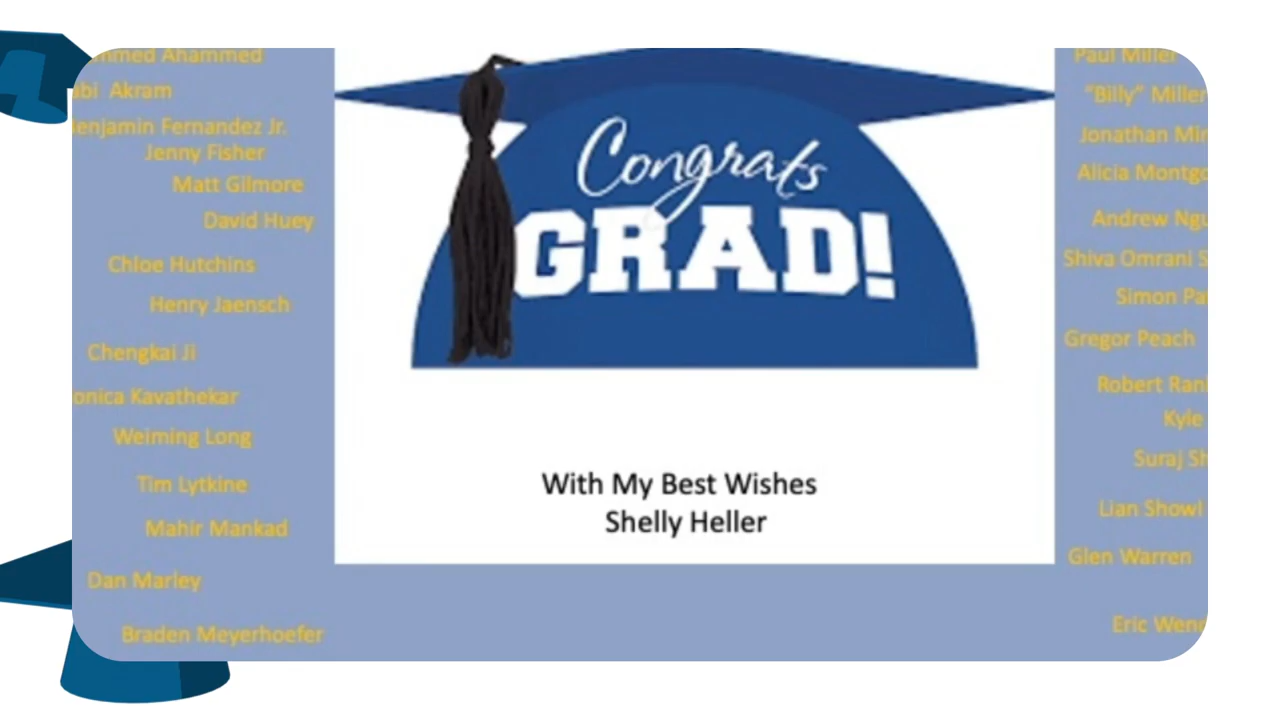 Ahammed
Akram
Fernandez Jr.
Jenny Fisher
Matt Gilmore
David Huey
Chloe Hutchins
Henry Jaensch
Chengkai Ji
Kavathekar
Weiming Long
Tim Lytkine
Mahir Mankad
Dan Marley
Braden Meyerhoefer
Congrats
GRAD!
With My Best Wishes
Shelly Heller
Paul Miller
"Billy" Miller
Jonathan
Alicia
Andrew
Shiva Omrani
Simon
Gregor Peach
Robert
Kyle
Suraj
Lian
Glen Warren
Eric